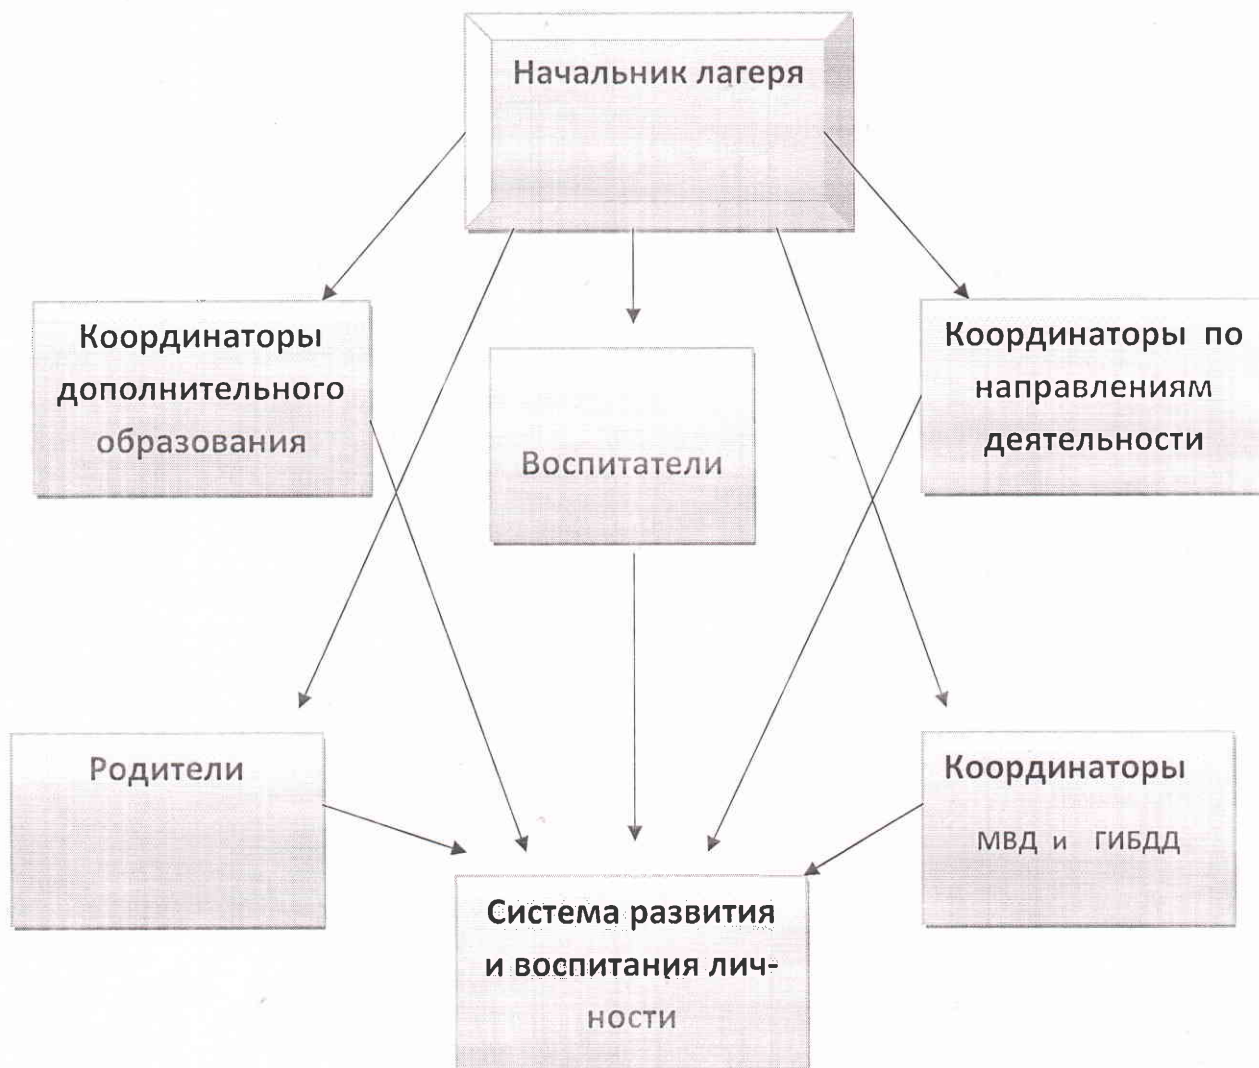 Начальник лагеря
Координаторы
дополнительного
образования
Воспитатели
Координаторы по
направлениям
деятельности
Родители
Координаторы
МВД и ГИБДД
Система развития
и воспитания лич-
ности